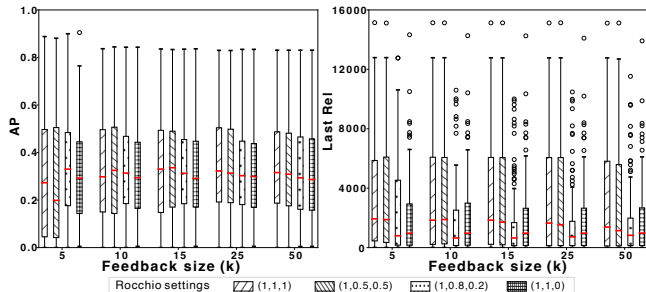 1.0
0.8
0.6
0.4
0.2
0.0
AP
5 10 15 25 50
Feedback size (k)
16000
12000
8000
4000
0
Last Rel
5 10 15 25 50
Feedback size (k)
Rocchio settings (1,1,1) (1,0.5,0.5) (1,0.8,0.2) (1,1,0)